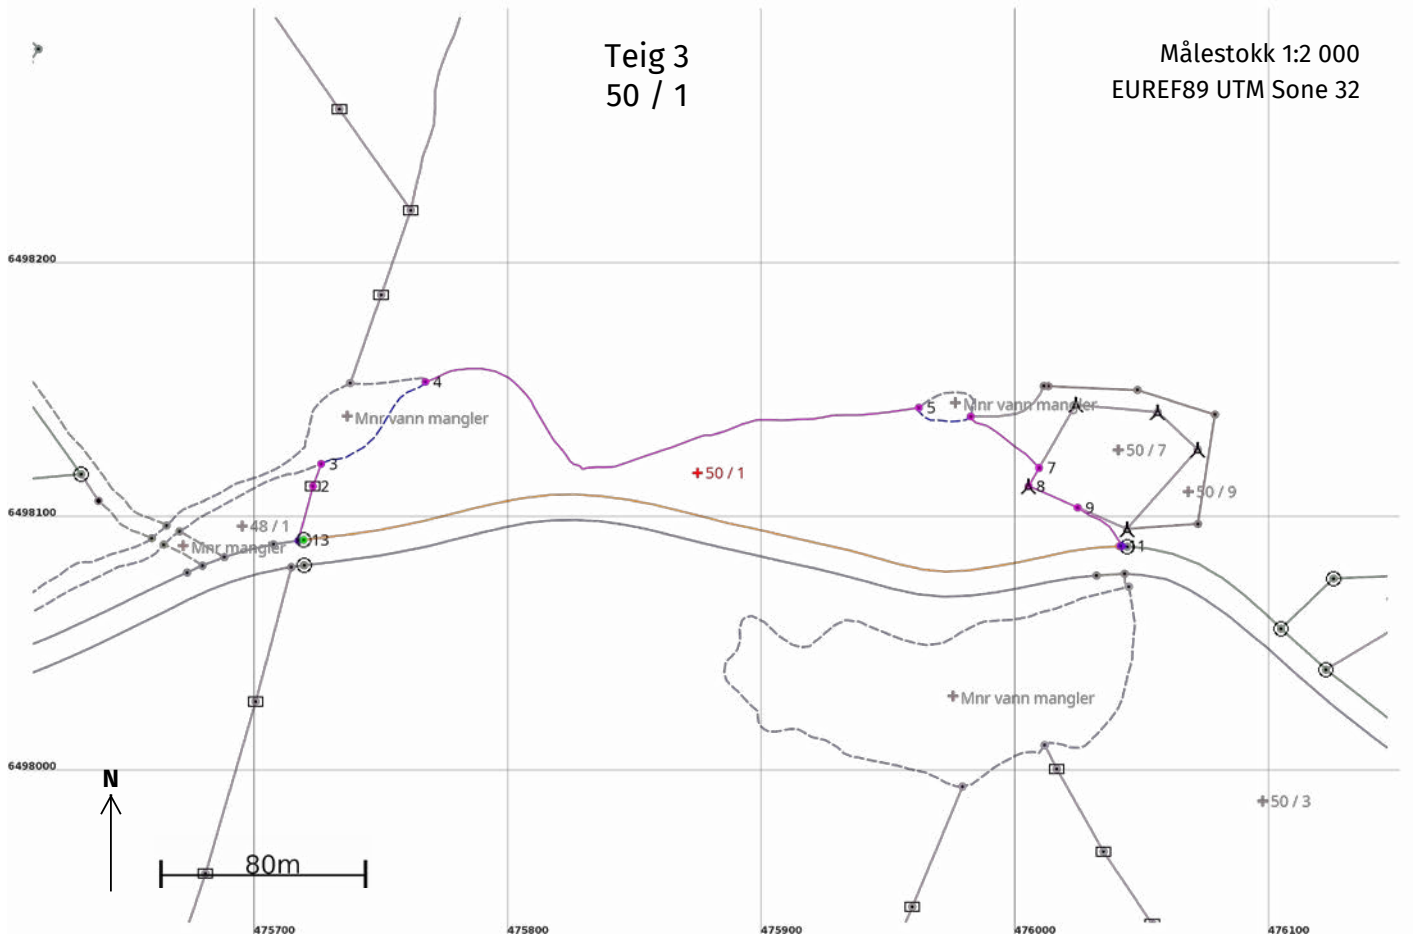 Teig 3
50 / 1
Målestokk 1:2 000
EUREF89 UTM Sone 32
6498200
4
Mnr vann mangler
5
Mnr vann mangler
3
50 / 1
7
50 / 7
2
8
50 / 9
6498100
9
48 / 1
Mnr mangler
13
11
Mnr vann mangler
6498000
N
50 / 3
80m
475700
475800
475900
476000
476100